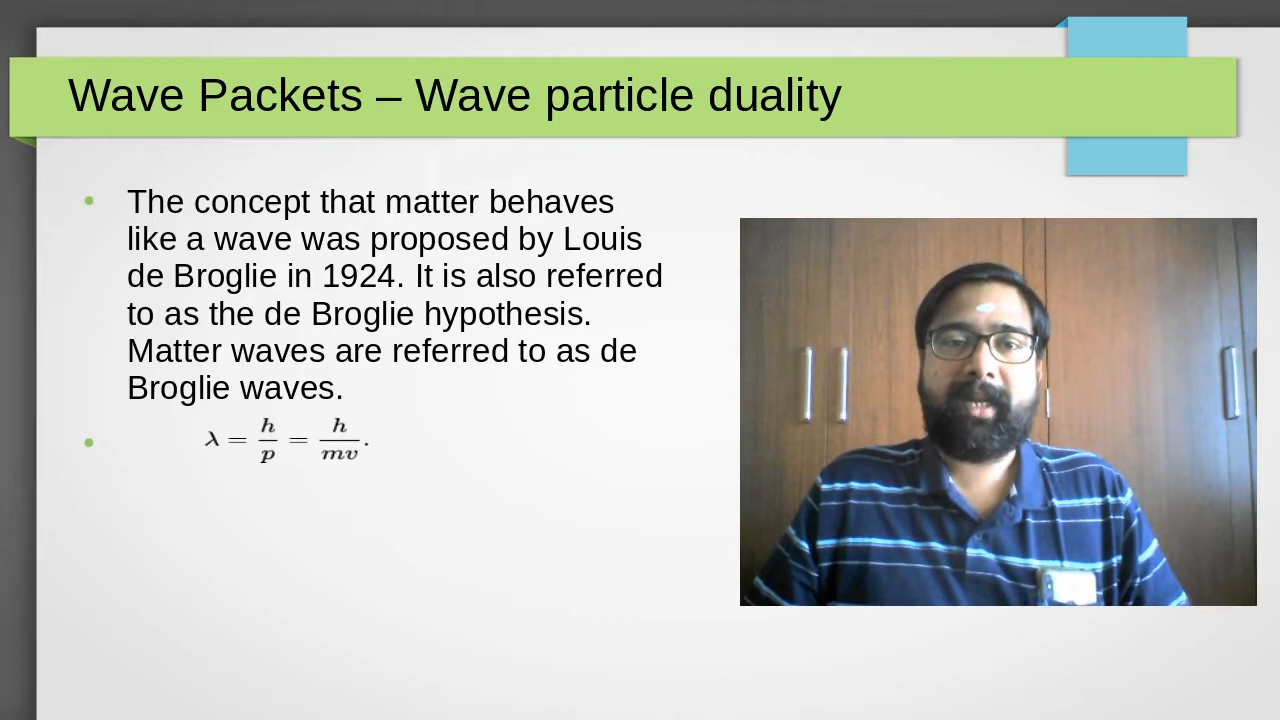 Wave Packets – Wave particle duality
The concept that matter behaves
like a wave was proposed by Louis
de Broglie in 1924. It is also referred
to as the de Broglie hypothesis.
Matter waves are referred to as de
Broglie waves.
λ = h/p = h/mv.